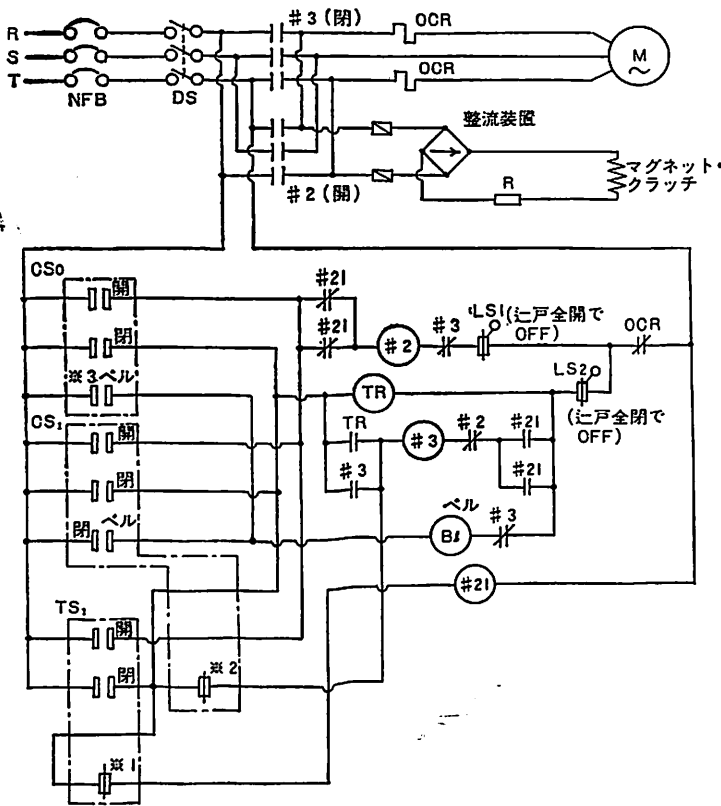 #3(閉)
OCR
R
S
T
NFB
DS
OCR
M
~
整流装置
マグネット・
クラッチ
R
#2(開)
CS0
開
#21
LS1(辷戸全開で
OFF)
OCR
閉
#21
#2
#3
※3ベル
TR
LS2
(辷戸全閉で
OFF)
CS1
開
TR
#3
#2
#21
閉
#3
#21
閉
ベル
ベル
Bℓ
#3
#21
TS1
開
閉
※2
※1